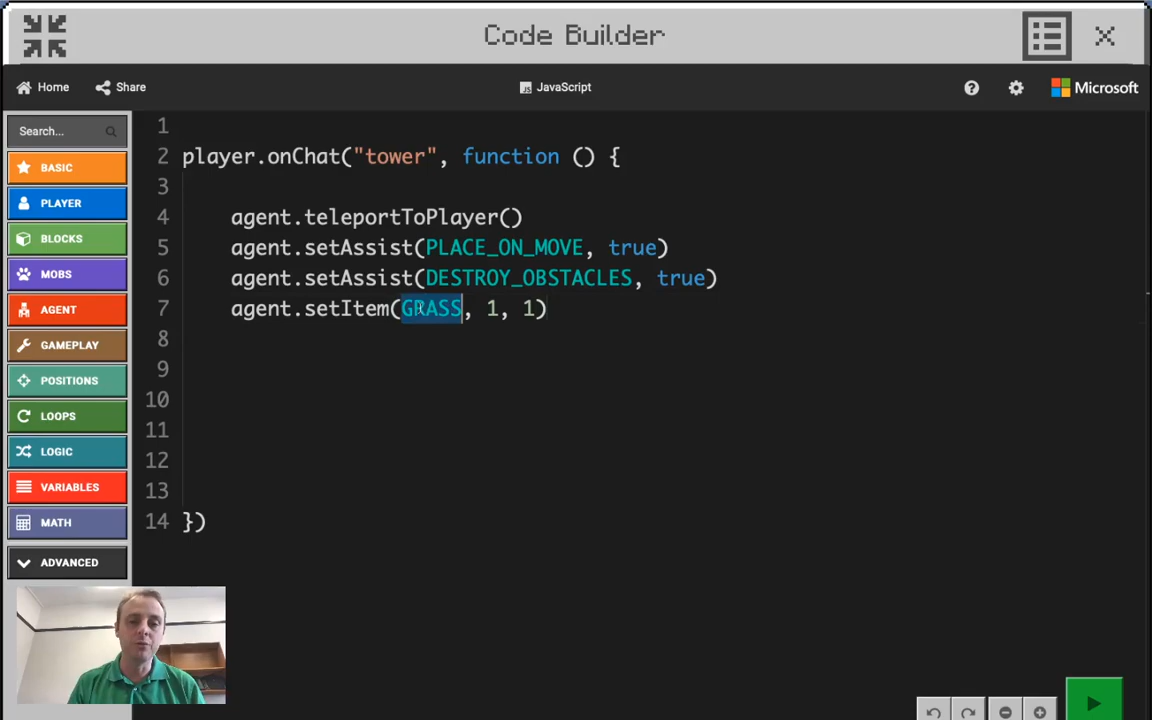 Code Builder
Home
Share
JavaScript
Microsoft
Search...
BASIC
PLAYER
BLOCKS
MOBS
AGENT
GAMEPLAY
POSITIONS
LOOPS
LOGIC
VARIABLES
MATH
ADVANCED
1
2 player.onChat("tower", function () {
3
4 agent.teleportToPlayer()
5 agent.setAssist(PLACE_ON_MOVE, true)
6 agent.setAssist(DESTROY_OBSTACLES, true)
7 agent.setItem(GRASS, 1, 1)
8
9
10
11
12
13
14 })